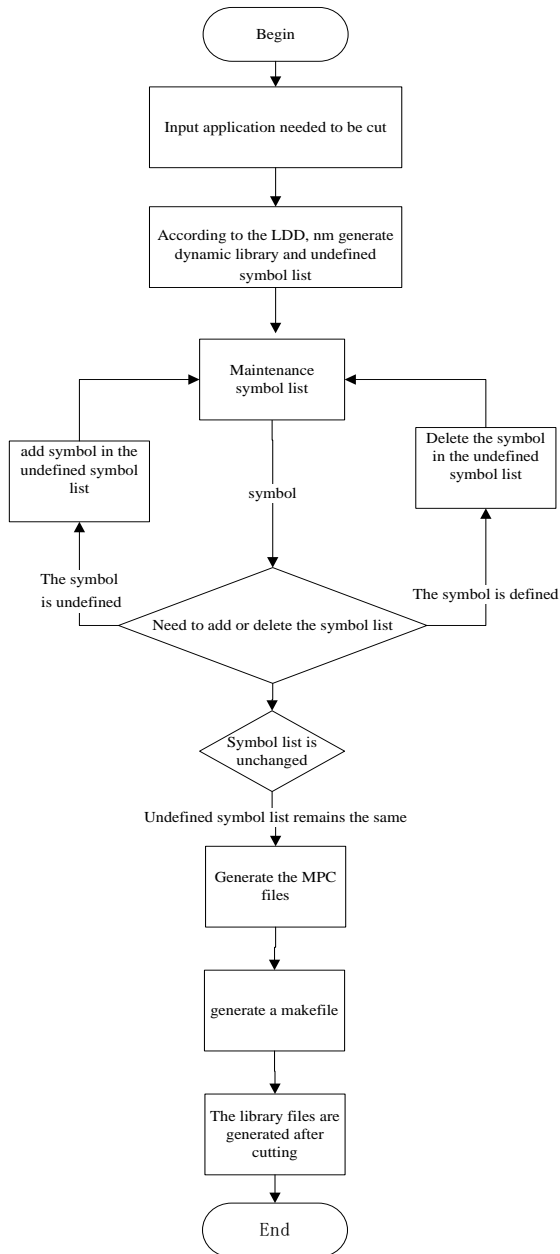 Begin
Input application needed to be cut
According to the LDD, nm generate
dynamic library and undefined
symbol list
Maintenance
symbol list
add symbol in the
undefined symbol
list
Delete the symbol
in the undefined
symbol list
symbol
The symbol
is undefined
The symbol is defined
Need to add or delete the symbol list
Symbol list is
unchanged
Undefined symbol list remains the same
Generate the MPC
files
generate a makefile
The library files are
generated after
cutting
End